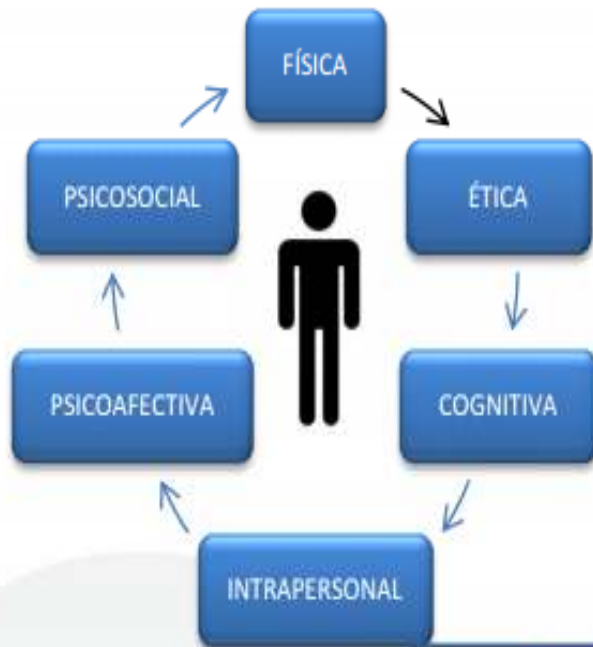 FÍSICA
ÉTICA
COGNITIVA
INTRAPERSONAL
PSICOAFECTIVA
PSICOSOCIAL